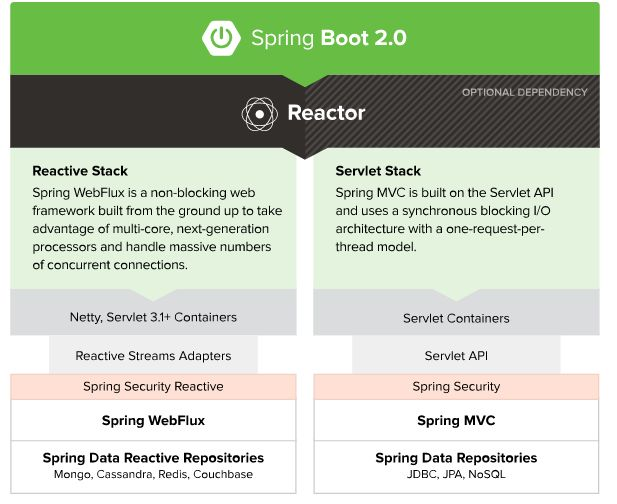 Spring Boot 2.0
OPTIONAL DEPENDENCY
Reactor
Reactive Stack
Spring WebFlux is a non-blocking web
framework built from the ground up to take
advantage of multi-core, next-generation
processors and handle massive numbers
of concurrent connections.
Servlet Stack
Spring MVC is built on the Servlet API
and uses a synchronous blocking I/O
architecture with a one-request-per-
thread model.
Netty, Servlet 3.1+ Containers
Servlet Containers
Reactive Streams Adapters
Servlet API
Spring Security Reactive
Spring Security
Spring WebFlux
Spring MVC
Spring Data Reactive Repositories
Mongo, Cassandra, Redis, Couchbase
Spring Data Repositories
JDBC, JPA, NoSQL